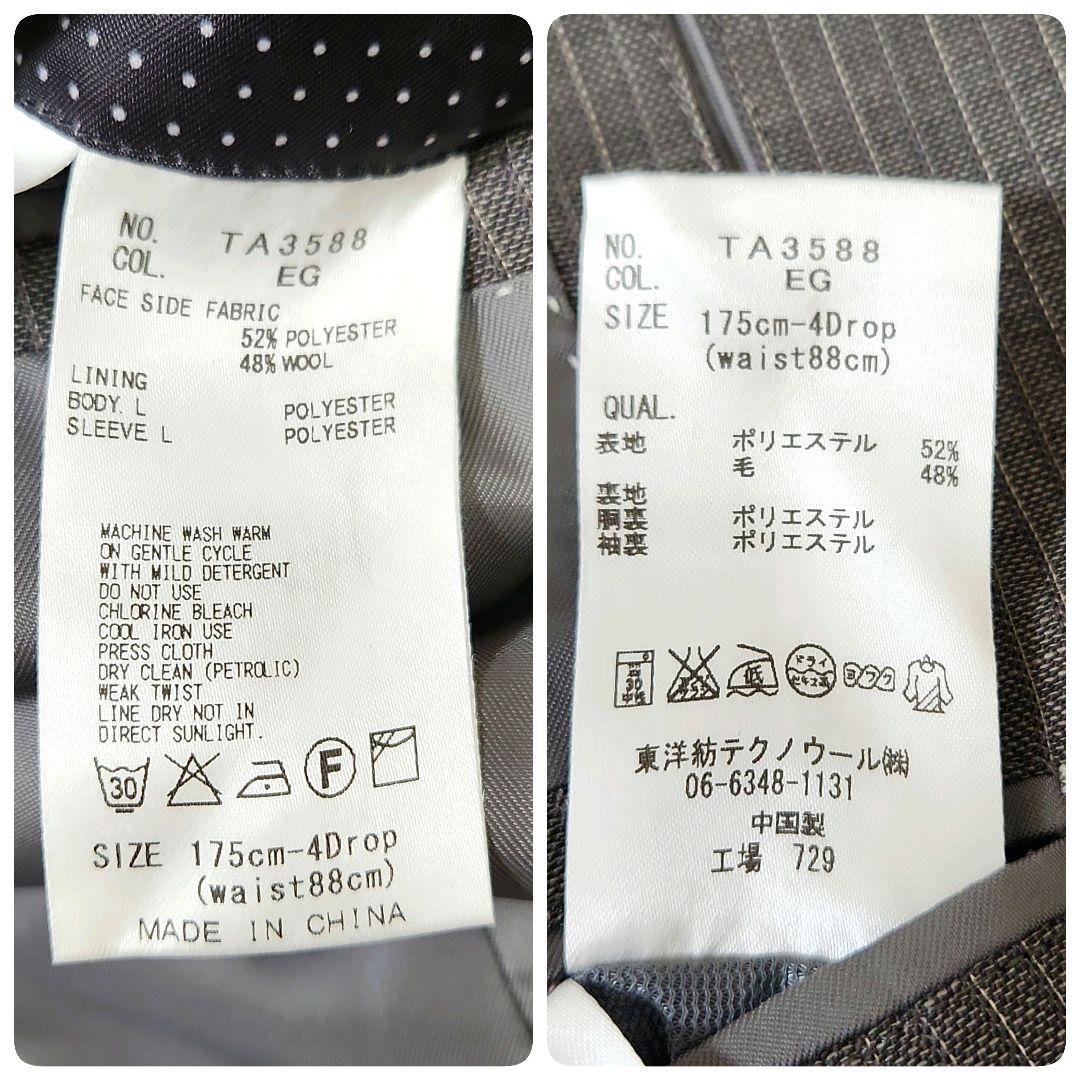 NO. TA3588
COL. EG
FACE SIDE FABRIC
52% POLYESTER
48% WOOL
LINING
BODY. L POLYESTER
SLEEVE L POLYESTER
MACHINE WASH WARM
ON GENTLE CYCLE
WITH MILD DETERGENT
DO NOT USE
CHLORINE BLEACH
COOL IRON USE
PRESS CLOTH
DRY CLEAN (PETROLIC)
WEAK TWIST
LINE DRY NOT IN
DIRECT SUNLIGHT.
30 F
SIZE 175cm-4Drop
(waist88cm)
MADE IN CHINA
NO. TA3588
COL. EG
SIZE 175cm-4Drop
(waist88cm)
QUAL.
表地 ポリエステル 52%
毛 48%
裏地
胴裏 ポリエステル
袖裏 ポリエステル
30 低 ドライ ヨワク
中性
東洋紡テクノウール㈱
06-6348-1131
中国製
工場 729